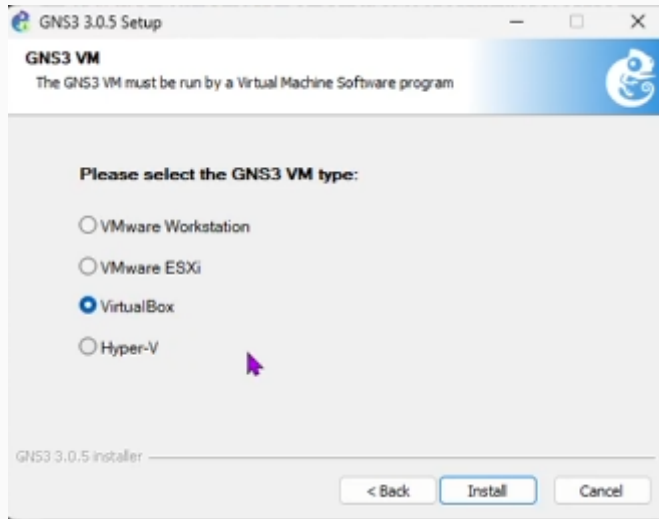 GNS3 3.0.5 Setup
GNS3 VM
The GNS3 VM must be run by a Virtual Machine Software program
Please select the GNS3 VM type:
VMware Workstation
VMware ESXi
VirtualBox
Hyper-V
GNS3 3.0.5 installer
< Back
Install
Cancel